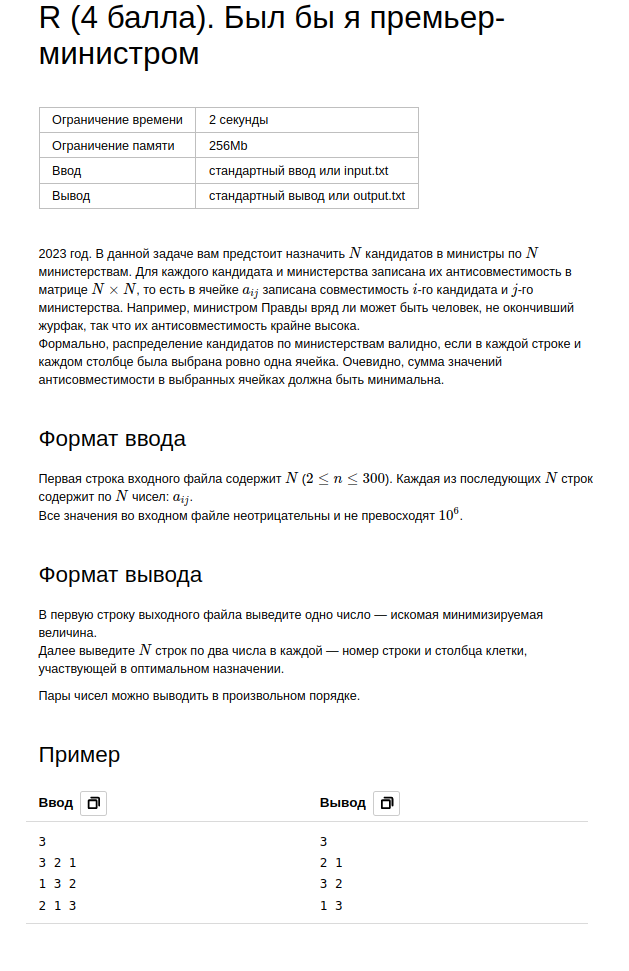 R (4 балла). Был бы я премьер-
министром
Ограничение времени 2 секунды
Ограничение памяти 256Mb
Ввод стандартный ввод или input.txt
Вывод стандартный вывод или output.txt
2023 год. В данной задаче вам предстоит назначить N кандидатов в министры по N
министерствам. Для каждого кандидата и министерства записана их антисовместимость в
матрице N × N, то есть в ячейке a_{ij} записана совместимость i-го кандидата и j-го
министерства. Например, министром Правды вряд ли может быть человек, не окончивший
журфак, так что их антисовместимость крайне высока.
Формально, распределение кандидатов по министерствам валидно, если в каждой строке и
каждом столбце была выбрана ровно одна ячейка. Очевидно, сумма значений
антисовместимости в выбранных ячейках должна быть минимальна.
Формат ввода
Первая строка входного файла содержит N (2 ≤ n ≤ 300). Каждая из последующих N строк
содержит по N чисел: a_{ij}.
Все значения во входном файле неотрицательны и не превосходят 10^6.
Формат вывода
В первую строку выходного файла выведите одно число — искомая минимизируемая
величина.
Далее выведите N строк по два числа в каждой — номер строки и столбца клетки,
участвующей в оптимальном назначении.
Пары чисел можно выводить в произвольном порядке.
Пример
Ввод Вывод
3 3
3 2 1 2 1
1 3 2 3 2
2 1 3 1 3